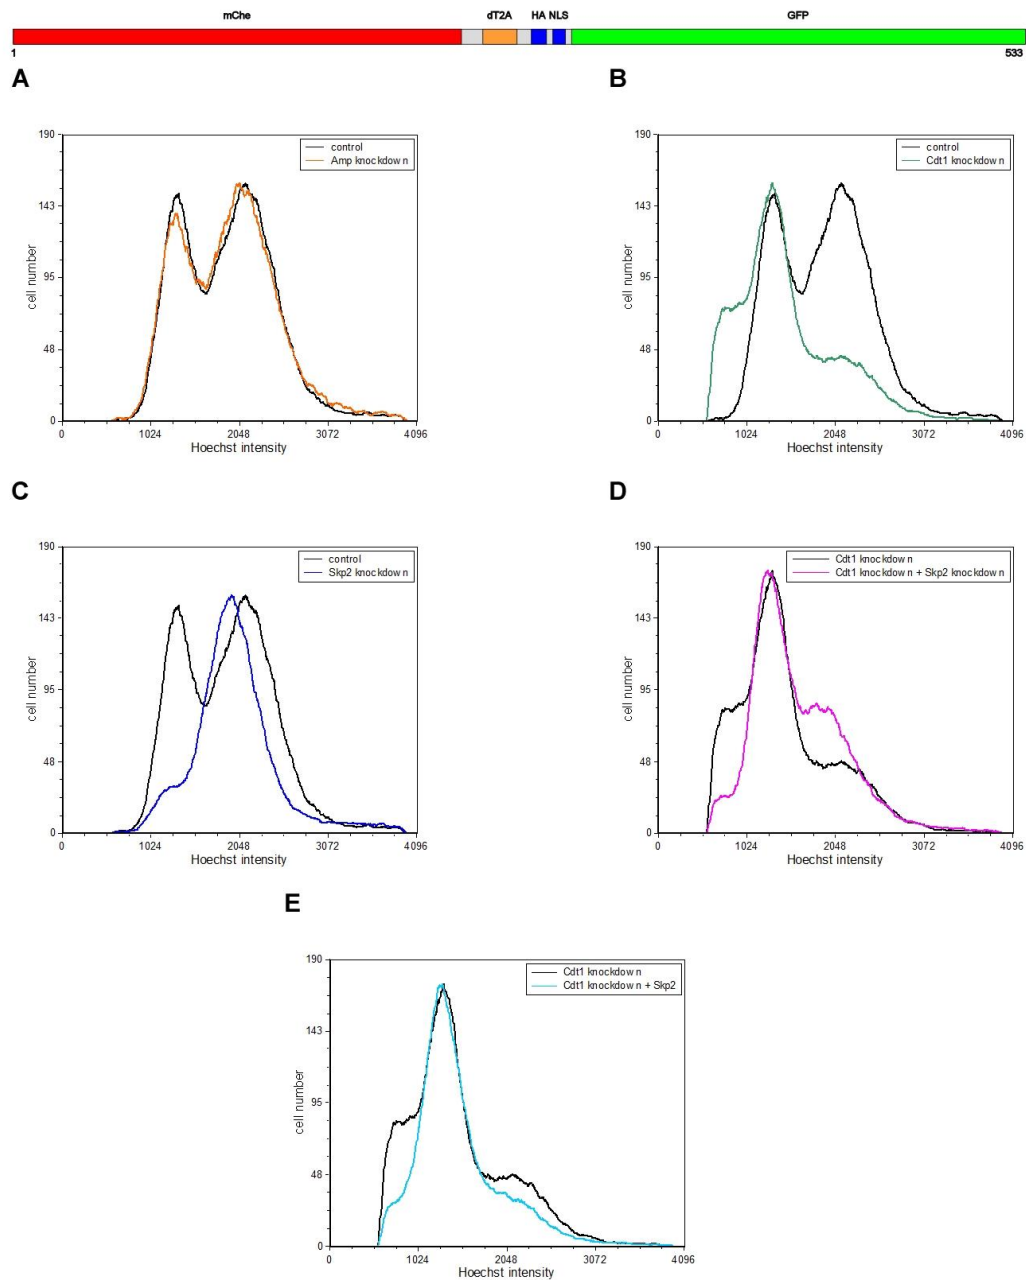 mChe dT2A HA NLS GFP
1 533
A
B
190
143
95
48
0
cell number
control
Amp knockdown
0 1024 2048 3072 4096
Hoechst intensity
190
143
95
48
0
cell number
control
Cdt1 knockdown
0 1024 2048 3072 4096
Hoechst intensity
C
D
190
143
95
48
0
cell number
control
Skp2 knockdown
0 1024 2048 3072 4096
Hoechst intensity
190
143
95
48
0
cell number
Cdt1 knockdown
Cdt1 knockdown + Skp2 knockdown
0 1024 2048 3072 4096
Hoechst intensity
E
190
143
95
48
0
cell number
Cdt1 knockdown
Cdt1 knockdown + Skp2
0 1024 2048 3072 4096
Hoechst intensity